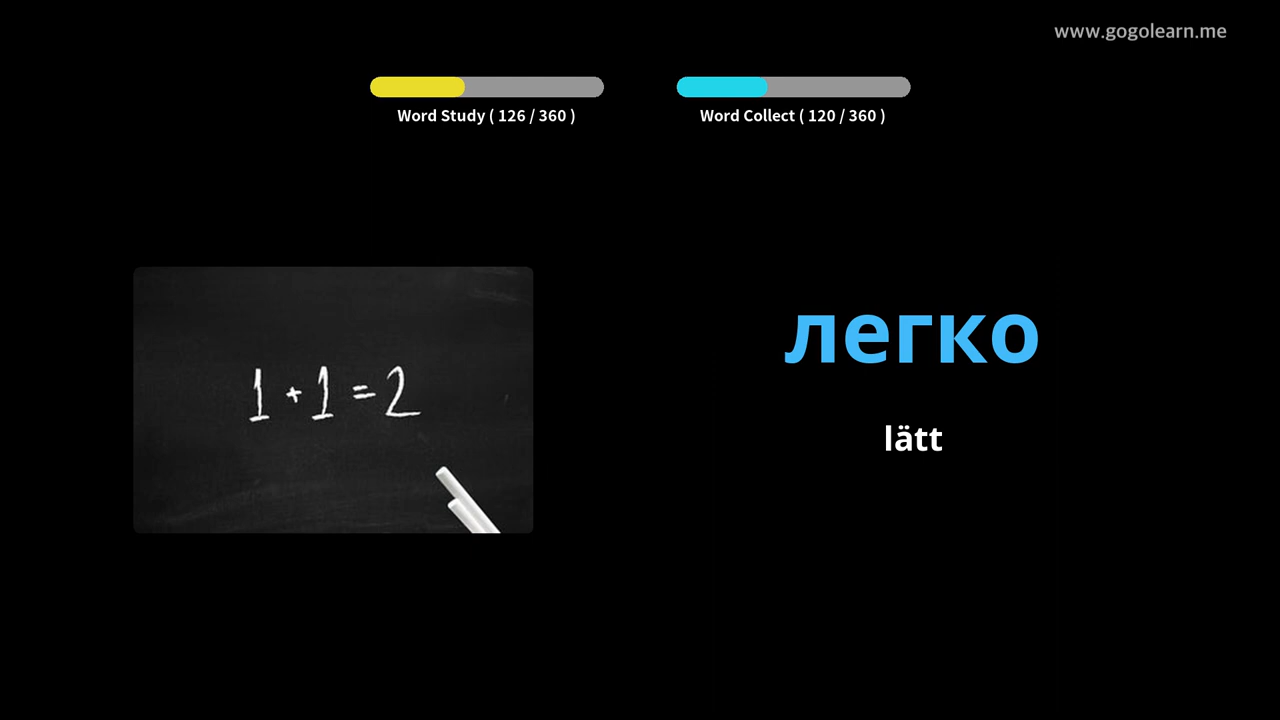 www.gogolearn.me
Word Study ( 126 / 360 )
Word Collect ( 120 / 360 )
1 + 1 = 2
легко
lätt